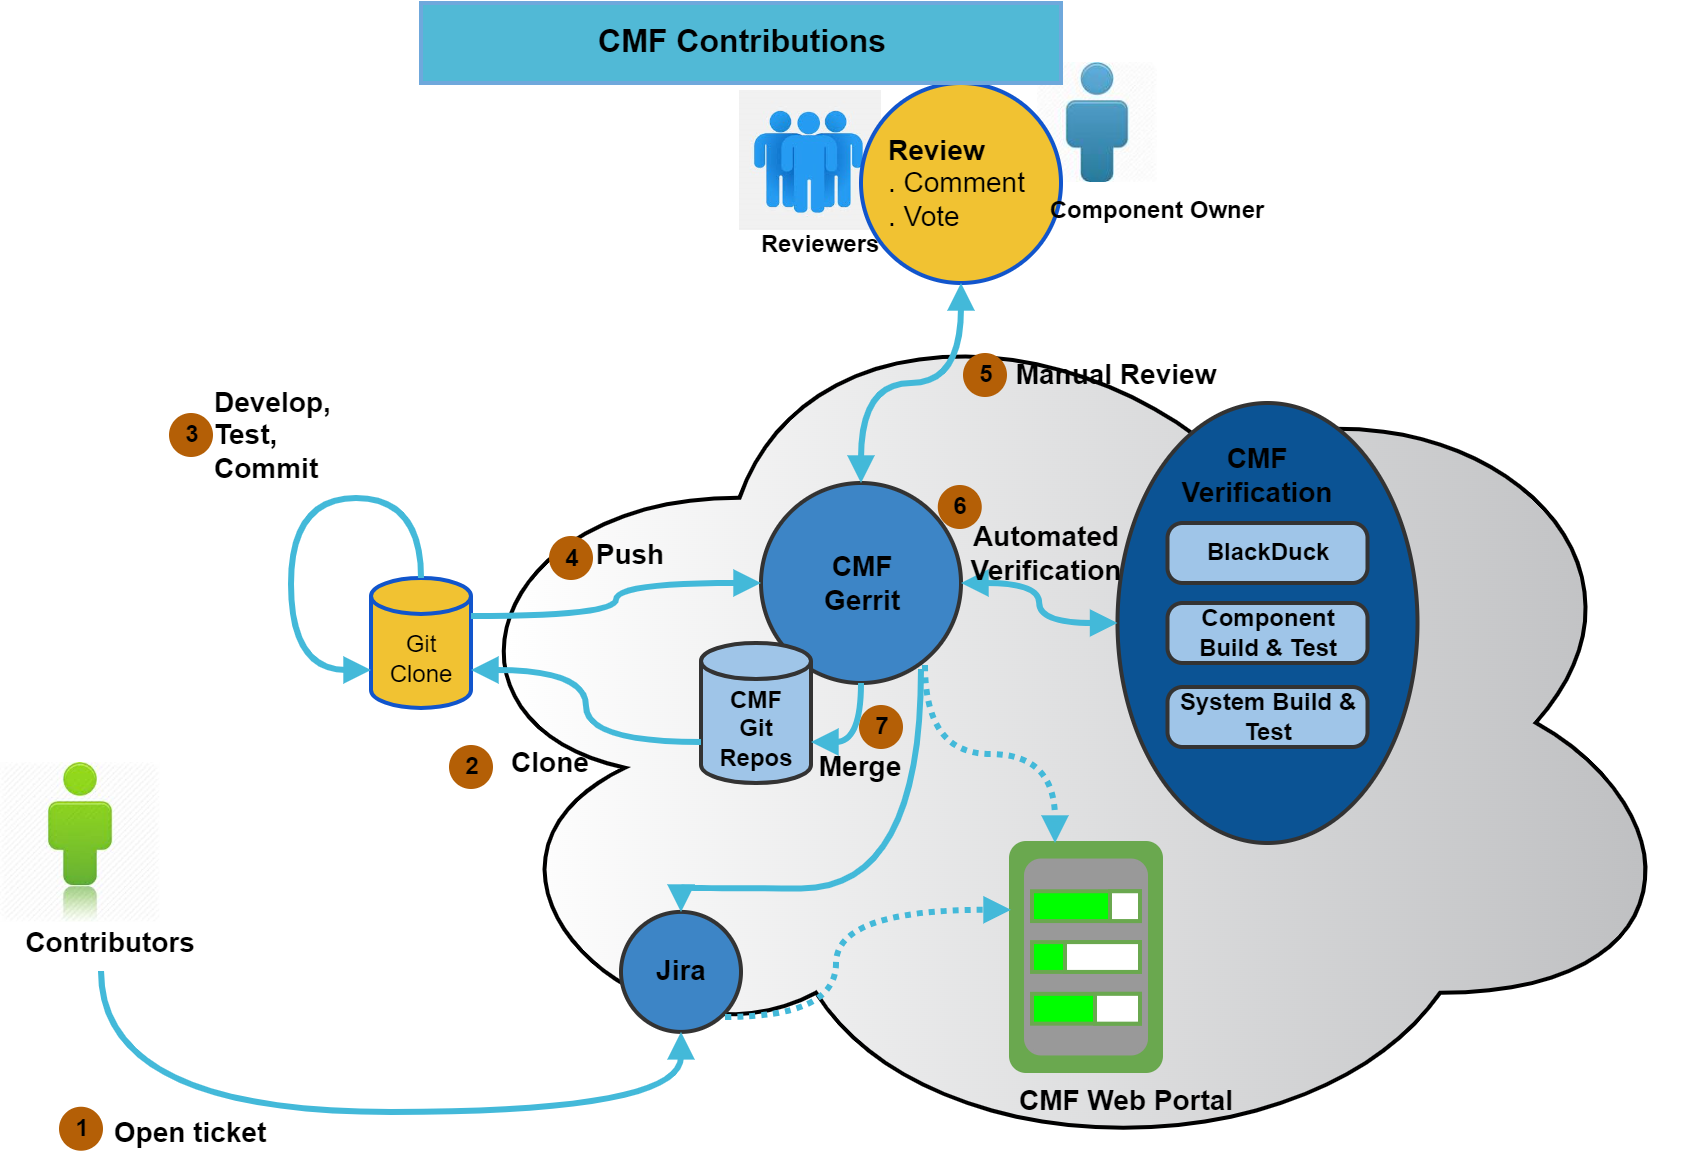 CMF Contributions
Review
. Comment
. Vote
Reviewers
Component Owner
5
Manual Review
3
Develop,
Test,
Commit
CMF
Verification
BlackDuck
Component
Build & Test
System Build &
Test
6
Automated
Verification
4
Push
CMF
Gerrit
Git
Clone
CMF
Git
Repos
7
Merge
2
Clone
Contributors
Jira
CMF Web Portal
1
Open ticket